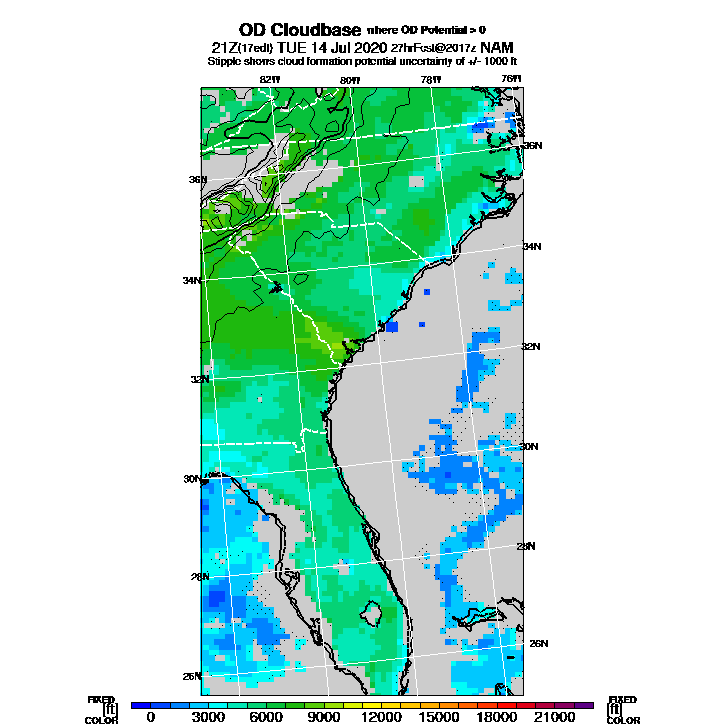 OD Cloudbase where OD Potential > 0
21Z(17edt) TUE 14 Jul 2020 27hrFcst@2017z NAM
Stipple shows cloud formation potential uncertainty of +/- 1000 ft
82W 80W 78W 76W
36N
36N
34N
34N
32N
32N
30N
30N
28N
28N
26N
26N
FIXED FIXED
[ft] [ft]
COLOR COLOR
0 3000 6000 9000 12000 15000 18000 21000